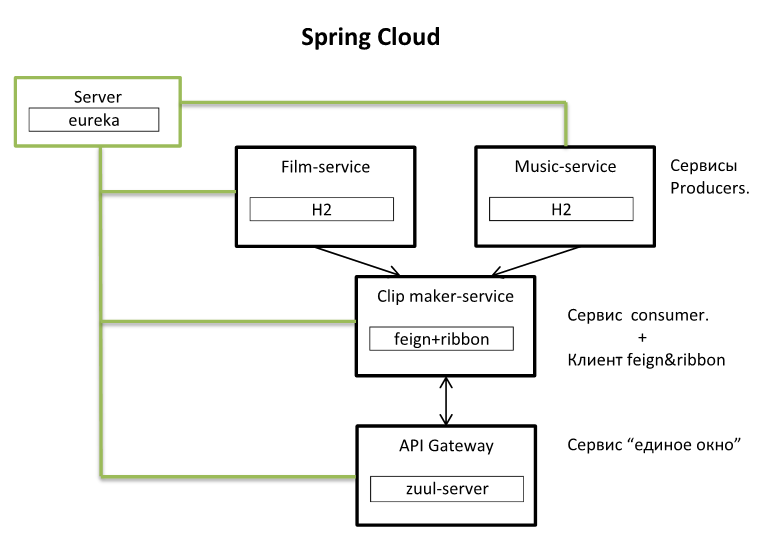 Spring Cloud
Server
eureka
Film-service
H2
Music-service
H2
Сервисы
Producers.
Clip maker-service
feign+ribbon
Сервис consumer.
+
Клиент feign&ribbon
API Gateway
zuul-server
Сервис “единое окно”